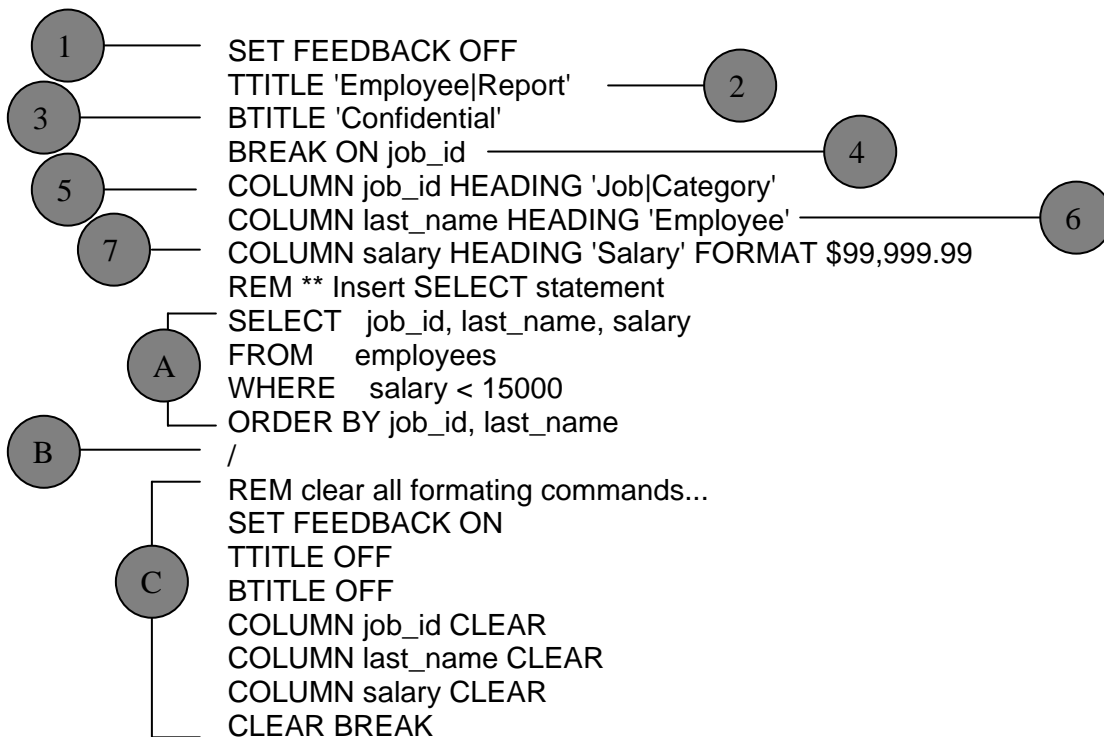 1 SET FEEDBACK OFF
TTITLE 'Employee|Report' 2
3 BTITLE 'Confidential'
BREAK ON job_id 4
5 COLUMN job_id HEADING 'Job|Category'
COLUMN last_name HEADING 'Employee' 6
7 COLUMN salary HEADING 'Salary' FORMAT $99,999.99
REM ** Insert SELECT statement
SELECT job_id, last_name, salary
A FROM employees
WHERE salary < 15000
ORDER BY job_id, last_name
B /
REM clear all formating commands...
SET FEEDBACK ON
TTITLE OFF
C BTITLE OFF
COLUMN job_id CLEAR
COLUMN last_name CLEAR
COLUMN salary CLEAR
CLEAR BREAK